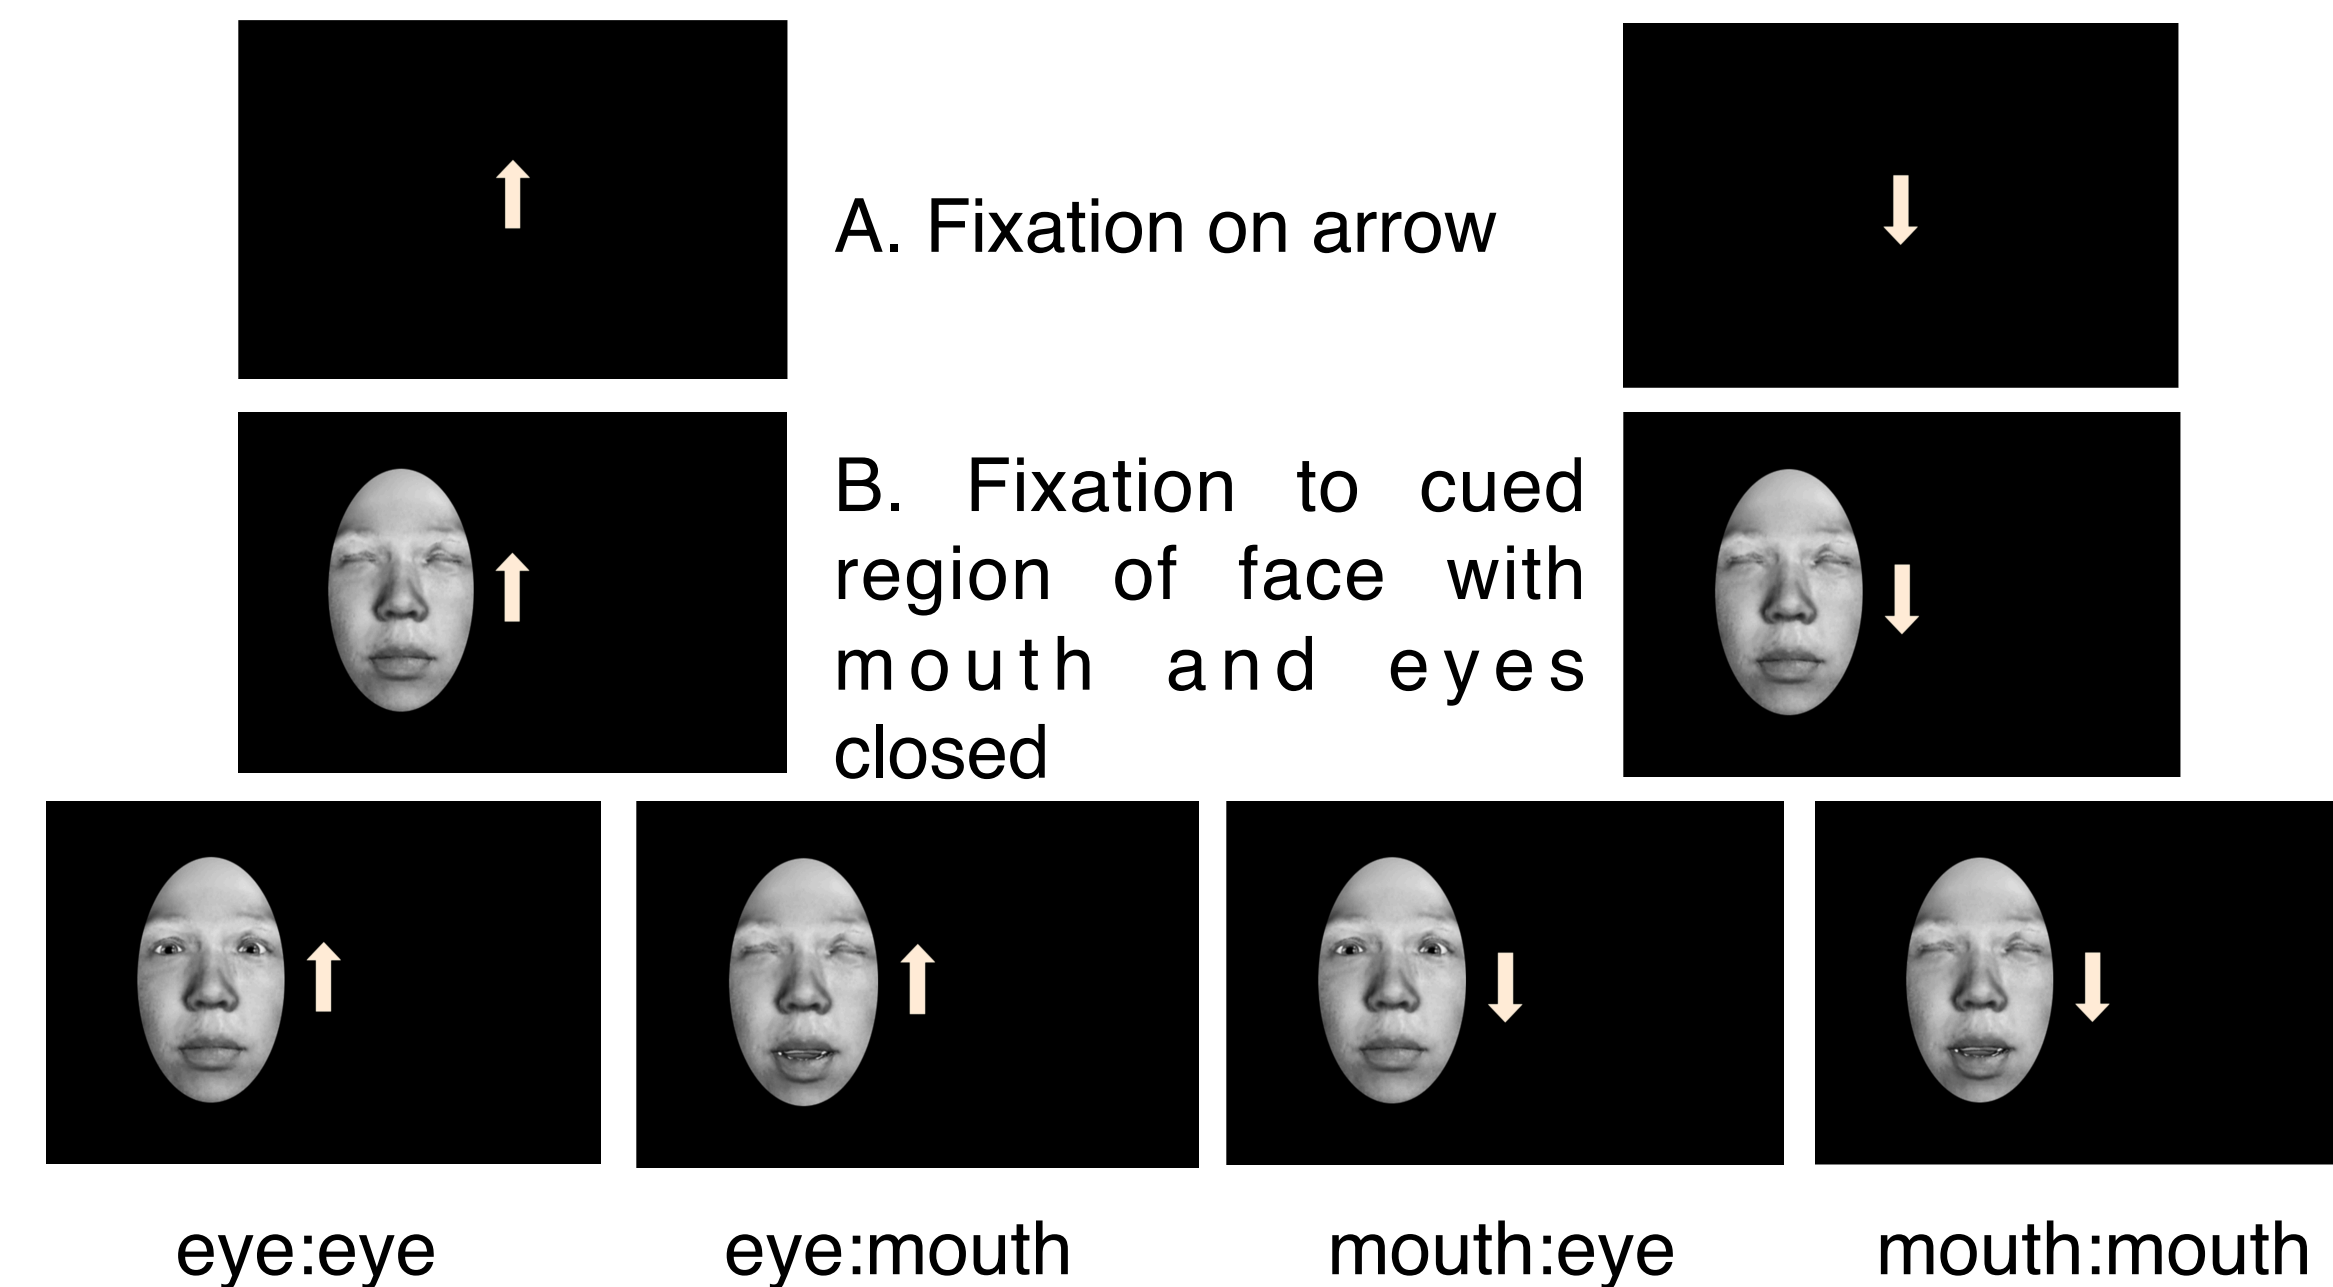 A. Fixation on arrow
B. Fixation to cued
region of face with
mouth and eyes
closed
eye:eye
eye:mouth
mouth:eye
mouth:mouth